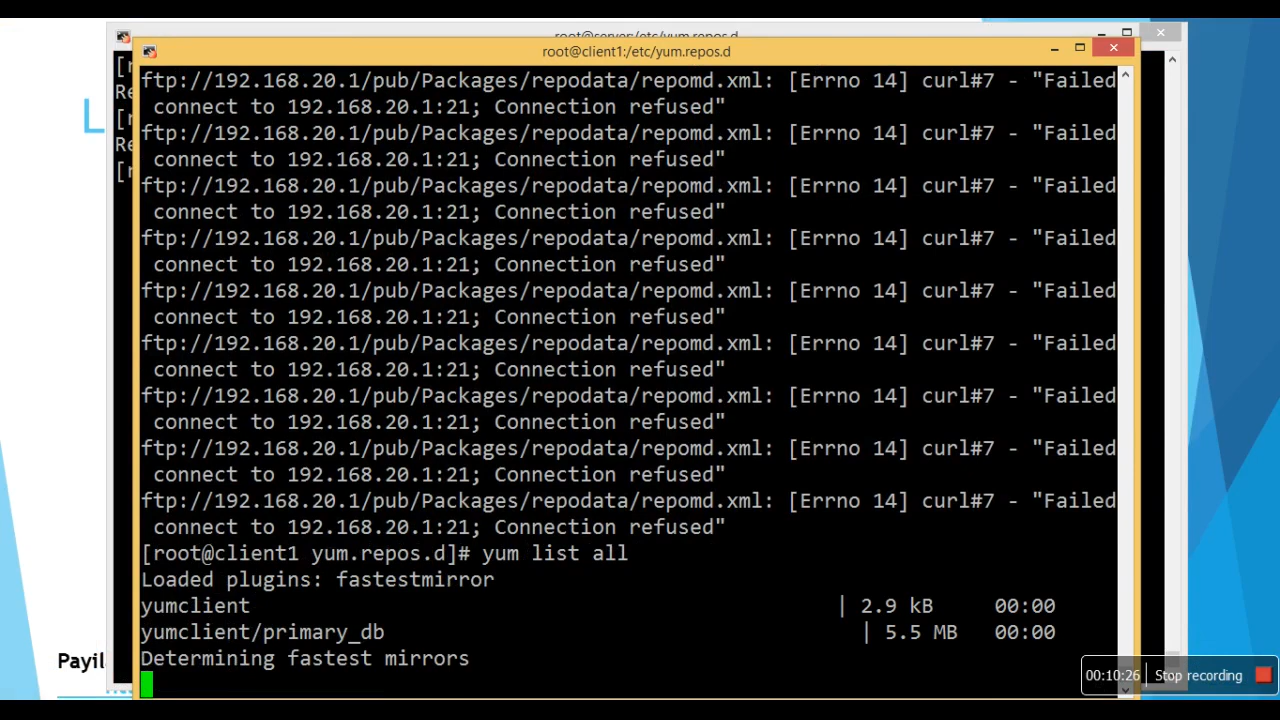 root@server:/etc/yum.repos.d
root@client1:/etc/yum.repos.d
ftp://192.168.20.1/pub/Packages/repodata/repomd.xml: [Errno 14] curl#7 - "Failed
connect to 192.168.20.1:21; Connection refused"
ftp://192.168.20.1/pub/Packages/repodata/repomd.xml: [Errno 14] curl#7 - "Failed
connect to 192.168.20.1:21; Connection refused"
ftp://192.168.20.1/pub/Packages/repodata/repomd.xml: [Errno 14] curl#7 - "Failed
connect to 192.168.20.1:21; Connection refused"
ftp://192.168.20.1/pub/Packages/repodata/repomd.xml: [Errno 14] curl#7 - "Failed
connect to 192.168.20.1:21; Connection refused"
ftp://192.168.20.1/pub/Packages/repodata/repomd.xml: [Errno 14] curl#7 - "Failed
connect to 192.168.20.1:21; Connection refused"
ftp://192.168.20.1/pub/Packages/repodata/repomd.xml: [Errno 14] curl#7 - "Failed
connect to 192.168.20.1:21; Connection refused"
ftp://192.168.20.1/pub/Packages/repodata/repomd.xml: [Errno 14] curl#7 - "Failed
connect to 192.168.20.1:21; Connection refused"
ftp://192.168.20.1/pub/Packages/repodata/repomd.xml: [Errno 14] curl#7 - "Failed
connect to 192.168.20.1:21; Connection refused"
ftp://192.168.20.1/pub/Packages/repodata/repomd.xml: [Errno 14] curl#7 - "Failed
connect to 192.168.20.1:21; Connection refused"
[root@client1 yum.repos.d]# yum list all
Loaded plugins: fastestmirror
yumclient | 2.9 kB 00:00
yumclient/primary_db | 5.5 MB 00:00
Determining fastest mirrors
00:10:26 Stop recording